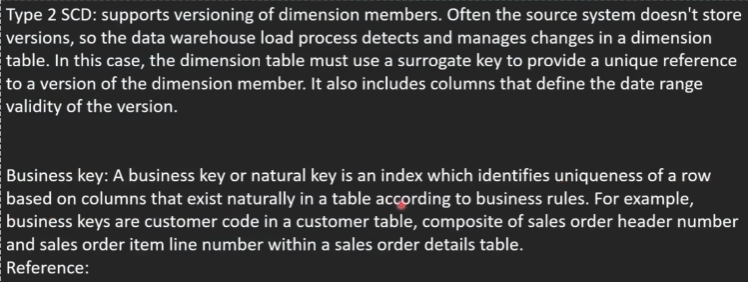 Type 2 SCD: supports versioning of dimension members. Often the source system doesn't store
versions, so the data warehouse load process detects and manages changes in a dimension
table. In this case, the dimension table must use a surrogate key to provide a unique reference
to a version of the dimension member. It also includes columns that define the date range
validity of the version.
Business key: A business key or natural key is an index which identifies uniqueness of a row
based on columns that exist naturally in a table according to business rules. For example,
business keys are customer code in a customer table, composite of sales order header number
and sales order item line number within a sales order details table.
Reference: